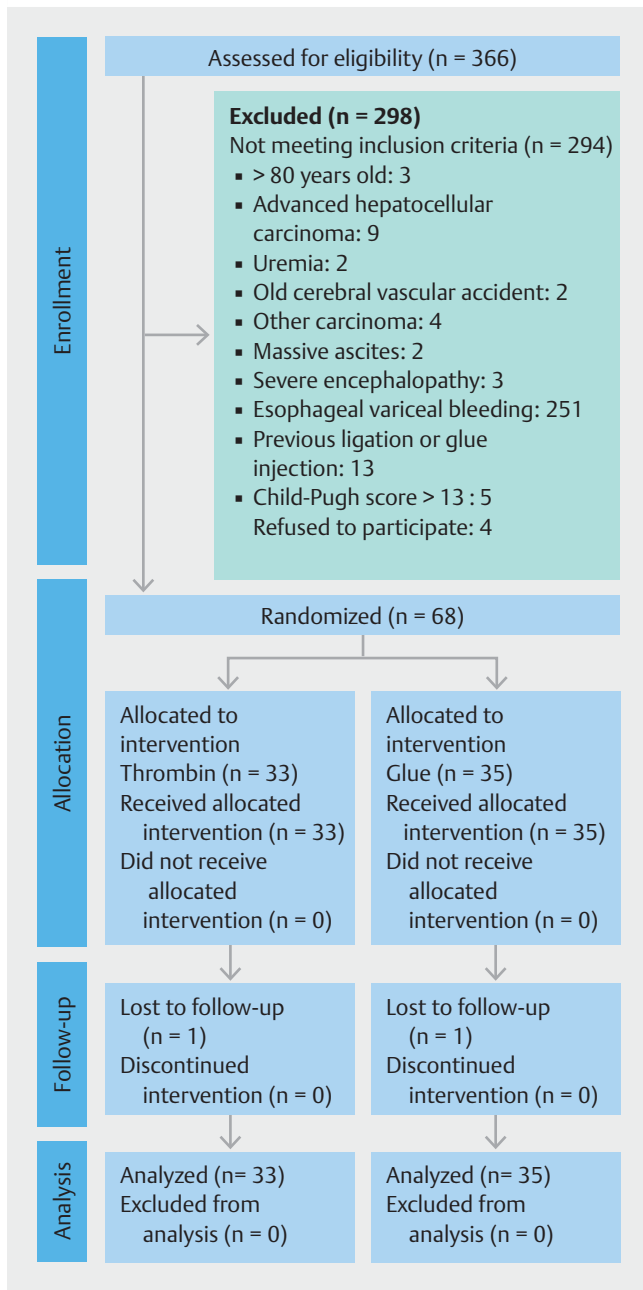 Enrollment
Assessed for eligibility (n = 366)
Excluded (n = 298)
Not meeting inclusion criteria (n = 294)
▪ > 80 years old: 3
▪ Advanced hepatocellular
carcinoma: 9
▪ Uremia: 2
▪ Old cerebral vascular accident: 2
▪ Other carcinoma: 4
▪ Massive ascites: 2
▪ Severe encephalopathy: 3
▪ Esophageal variceal bleeding: 251
▪ Previous ligation or glue
injection: 13
▪ Child-Pugh score > 13 : 5
Refused to participate: 4
Allocation
Randomized (n = 68)
Allocated to
intervention
Thrombin (n = 33)
Received allocated
intervention (n = 33)
Did not receive
allocated
intervention (n = 0)
Allocated to
intervention
Glue (n = 35)
Received allocated
intervention (n = 35)
Did not receive
allocated
intervention (n = 0)
Follow-up
Lost to follow-up
(n = 1)
Discontinued
intervention (n = 0)
Lost to follow-up
(n = 1)
Discontinued
intervention (n = 0)
Analysis
Analyzed (n= 33)
Excluded from
analysis (n = 0)
Analyzed (n= 35)
Excluded from
analysis (n = 0)